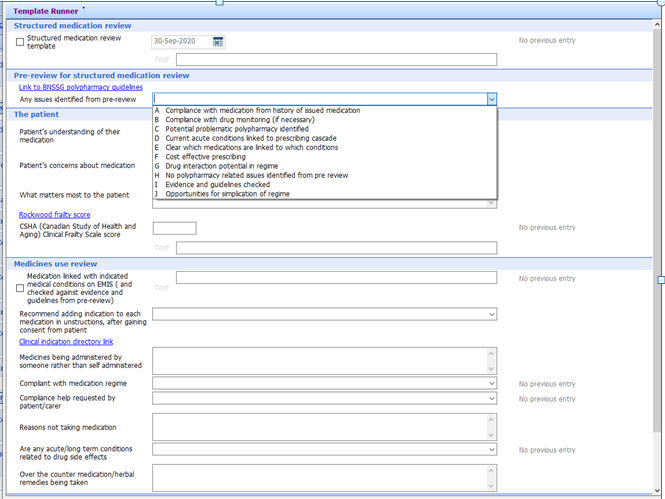 Template Runner *
Structured medication review
Structured medication review
template
30-Sep-2020
No previous entry
Text
Pre-review for structured medication review
Link to BNSSG polypharmacy guidelines
Any issues identified from pre-review
A Compliance with medication from history of issued medication
B Compliance with drug monitoring (if necessary)
C Potential problematic polypharmacy identified
D Current acute conditions linked to prescribing cascade
E Clear which medications are linked to which conditions
F Cost effective prescribing
G Drug interaction potential in regime
H No polypharmacy related issues identified from pre review
I Evidence and guidelines checked
J Opportunities for simplication of regime
The patient
Patient's understanding of their
medication
Patient's concerns about medication
What matters most to the patient
Rockwood frailty score
CSHA (Canadian Study of Health and
Aging) Clinical Frailty Scale score
No previous entry
Text
Medicines use review
Medication linked with indicated
medical conditions on EMIS ( and
checked against evidence and
guidelines from pre-review)
Text
No previous entry
Recommend adding indication to each
medication in unstructions, after gaining
consent from patient
Clinical indication directory link
Medicines being administered by
someone rather than self administered
Compliant with medication regime
No previous entry
Compliance help requested by
patient/carer
No previous entry
Reasons not taking medication
Are any acute/long term conditions
related to drug side effects
No previous entry
Over the counter medication/herbal
remedies being taken